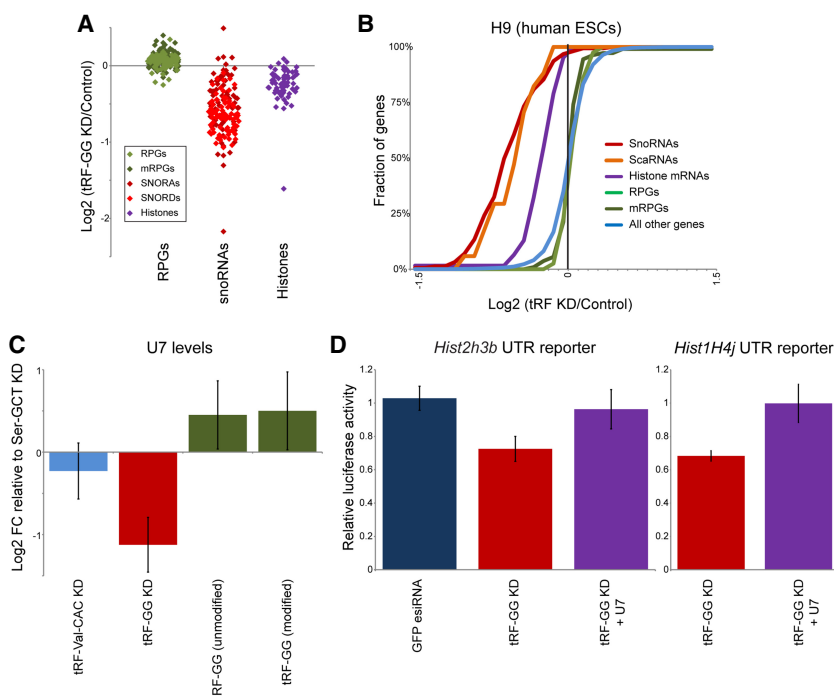 A
Log2 (tRF-GG KD/Control)
0
-1
-2
RPGs
mRPGs
SNORAs
SNORDs
Histones
RPGs
snoRNAs
Histones
B
H9 (human ESCs)
Fraction of genes
100%
75%
50%
25%
0%
SnoRNAs
ScaRNAs
Histone mRNAs
RPGs
mRPGs
All other genes
-1.5
0
1.5
Log2 (tRF KD/Control)
C
U7 levels
Log2 FC relative to Ser-GCT KD
1
0
-1
tRF-Val-CAC KD
tRF-GG KD
RF-GG (unmodified)
tRF-GG (modified)
D
Hist2h3b UTR reporter
Relative luciferase activity
1.2
1
0.8
0.6
0.4
0.2
0
GFP esiRNA
tRF-GG KD
tRF-GG KD
+ U7
Hist1H4j UTR reporter
1.2
1
0.8
0.6
0.4
0.2
0
tRF-GG KD
tRF-GG KD
+ U7